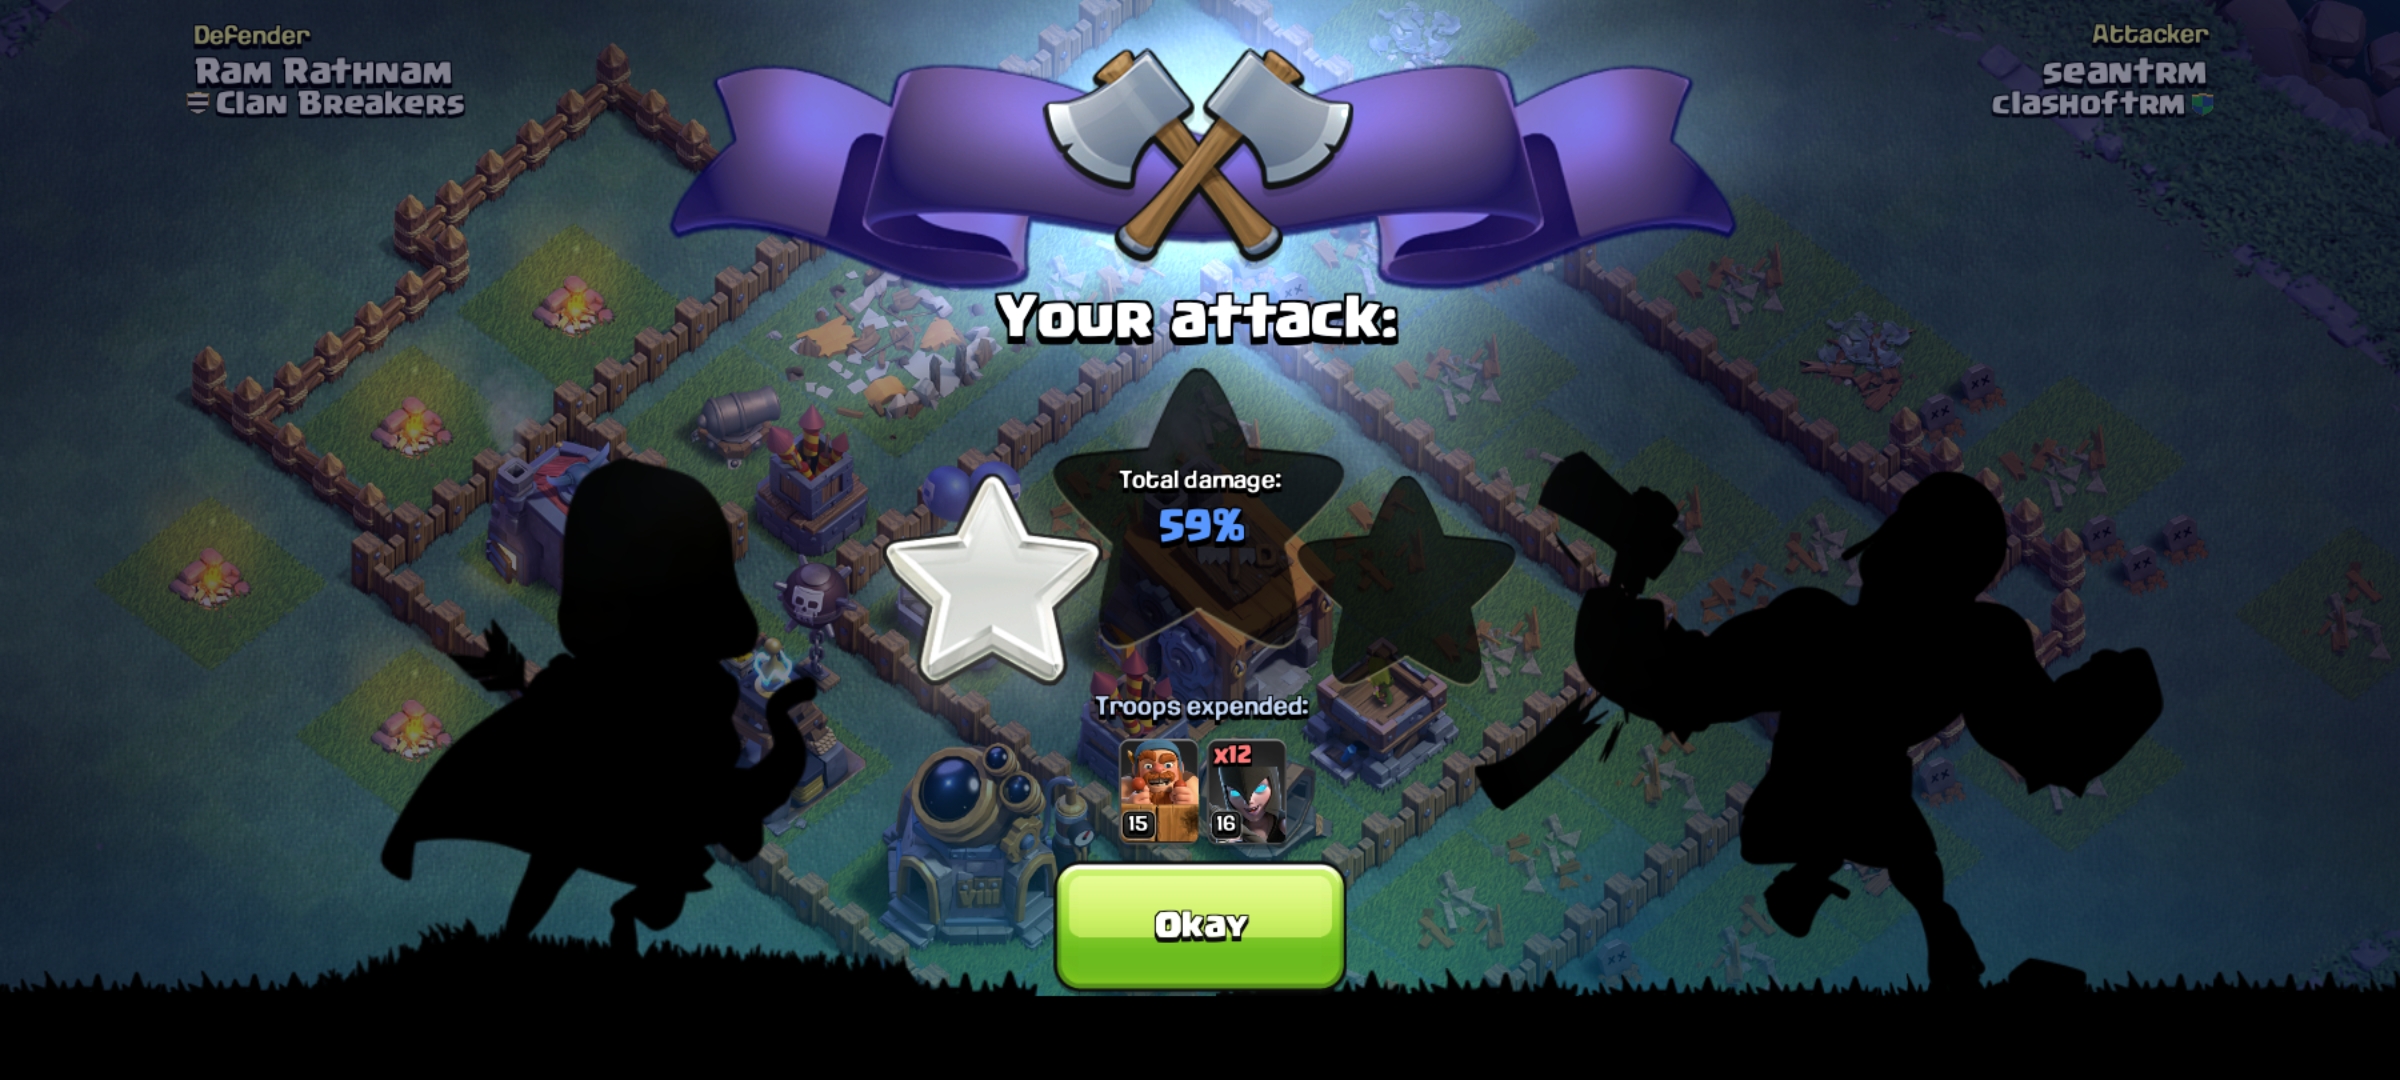 Defender
Ram Rathnam
Clan Breakers
Attacker
seantrm
clashoftrm
Your attack:
Total damage:
59%
Troops expended:
x12
15
16
VIII
Okay